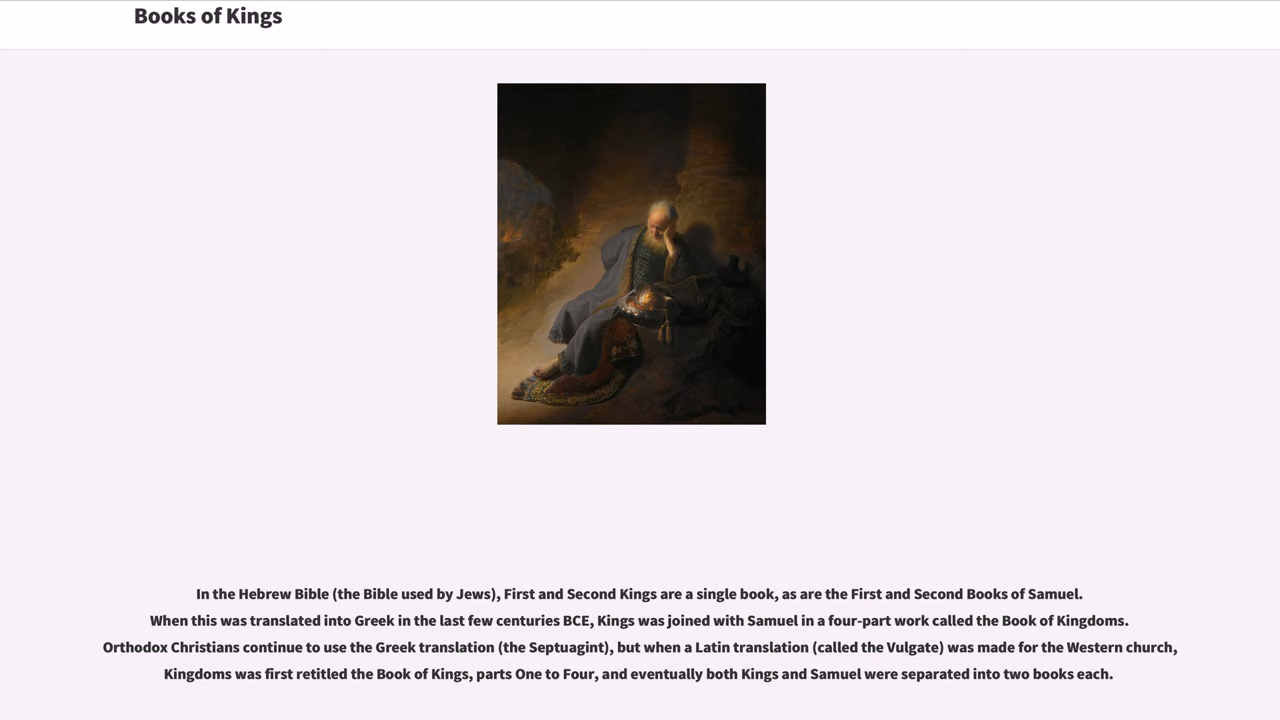 Books of Kings
In the Hebrew Bible (the Bible used by Jews), First and Second Kings are a single book, as are the First and Second Books of Samuel.
When this was translated into Greek in the last few centuries BCE, Kings was joined with Samuel in a four-part work called the Book of Kingdoms.
Orthodox Christians continue to use the Greek translation (the Septuagint), but when a Latin translation (called the Vulgate) was made for the Western church,
Kingdoms was first retitled the Book of Kings, parts One to Four, and eventually both Kings and Samuel were separated into two books each.